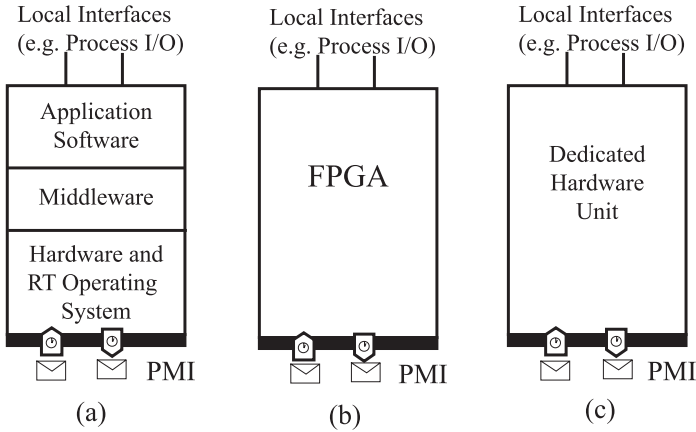 Local Interfaces
(e.g. Process I/O)
Application
Software
Middleware
Hardware and
RT Operating
System
PMI
(a)
Local Interfaces
(e.g. Process I/O)
FPGA
PMI
(b)
Local Interfaces
(e.g. Process I/O)
Dedicated
Hardware
Unit
PMI
(c)